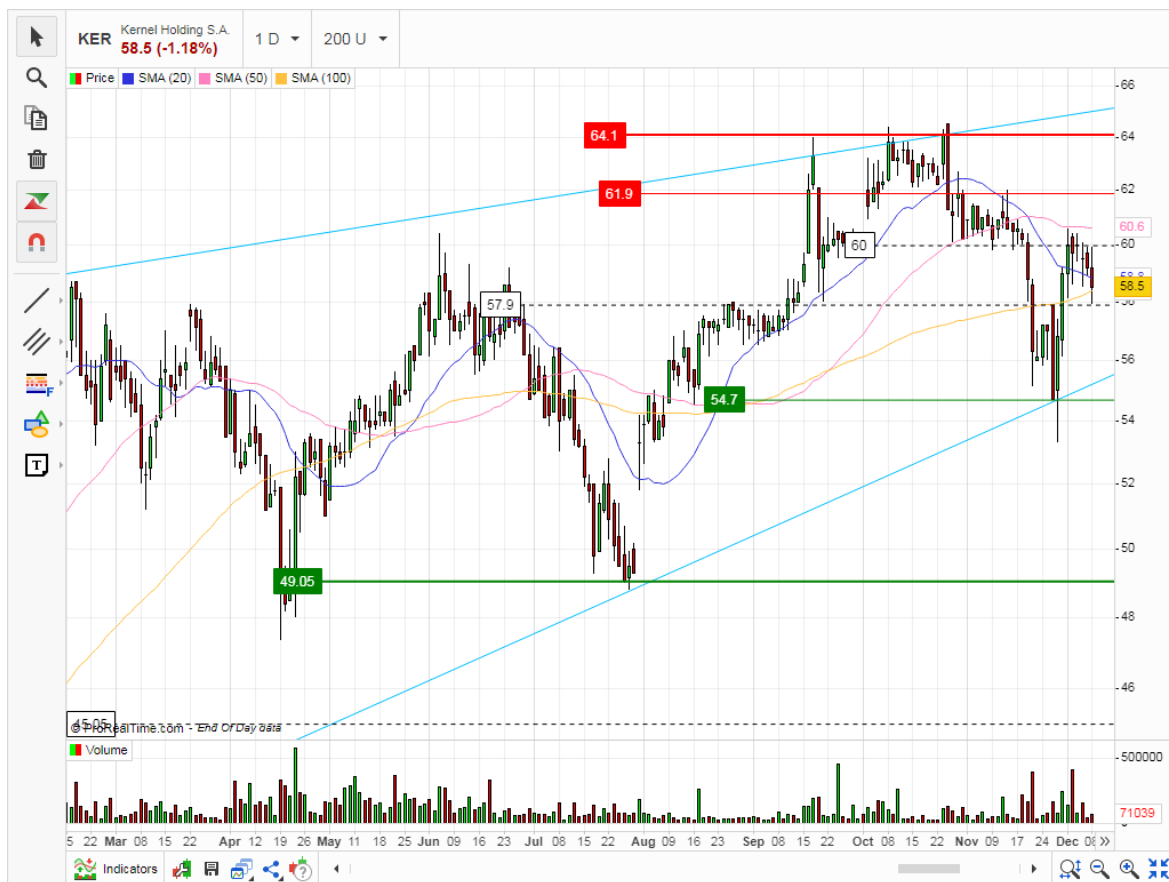 KER Kernel Holding S.A. 1 D 200 U
58.5 (-1.18%)
Price SMA (20) SMA (50) SMA (100)
66
64.1
64
61.9
62
60.6
60
60
58.5
57.9
56
54.7
54
52
50
49.05
48
46
45.05
© ProRealTime.com - End Of Day data
Volume
500000
71039
22 Mar 08 15 22 Apr 12 19 26 May 11 18 25 Jun 09 16 23 Jul 08 15 22 Aug 09 16 23 Sep 08 15 22 Oct 08 15 22 Nov 10 17 24 Dec
Indicators
T
F